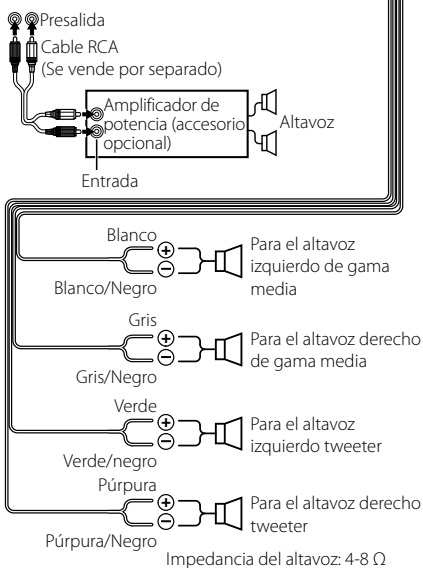 Presalida
Cable RCA
(Se vende por separado)
Amplificador de
potencia (accesorio
opcional)
Altavoz
Entrada
Blanco
Blanco/Negro
Para el altavoz
izquierdo de gama
media
Gris
Gris/Negro
Para el altavoz derecho
de gama media
Verde
Verde/negro
Para el altavoz
izquierdo tweeter
Púrpura
Púrpura/Negro
Para el altavoz derecho
tweeter
Impedancia del altavoz: 4-8 Ω